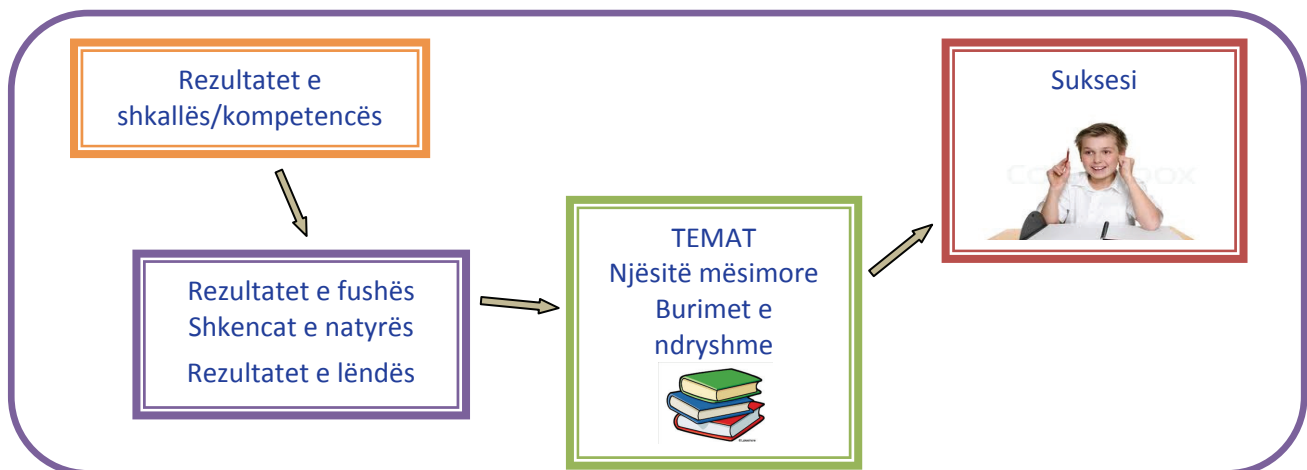 Rezultatet e
shkallës/kompetencës
Rezultatet e fushës
Shkencat e natyrës
Rezultatet e lëndës
TEMAT
Njësitë mësimore
Burimet e
ndryshme
Suksesi